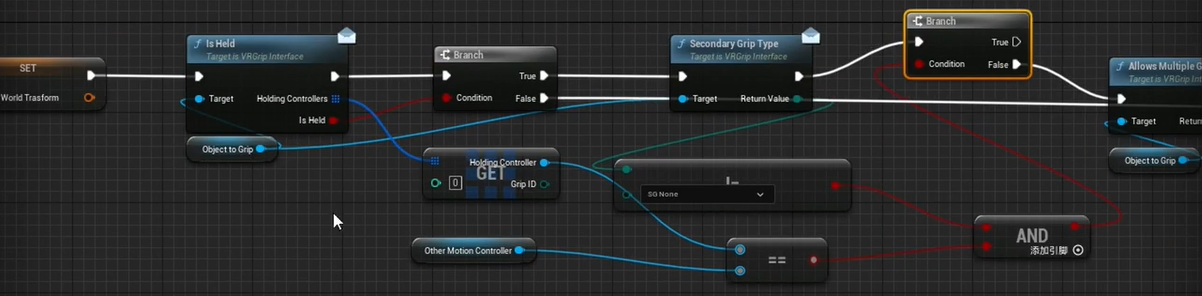 SET
World Trasform
Is Held
Target is VRGrip Interface
Target
Holding Controllers
Is Held
Object to Grip
Branch
True
Condition
False
Holding Controller
GET
0
Grip ID
Other Motion Controller
Secondary Grip Type
Target is VRGrip Interface
Target
Return Value
SG None
==
Branch
True
Condition
False
AND
添加引脚
Allows Multiple G
Target is VRGrip Inte
Target
Return
Object to Grip